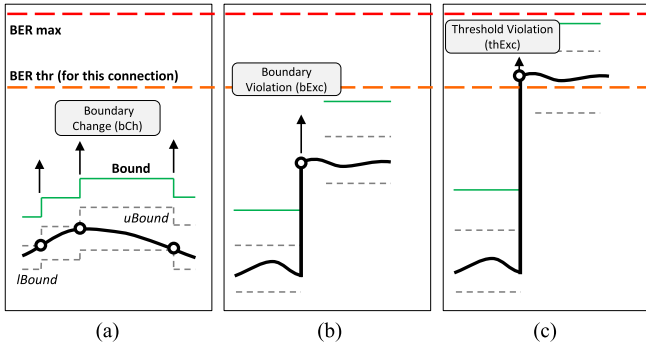 BER max
BER thr (for this connection)
Boundary
Change (bCh)
Bound
uBound
lBound
(a)
Boundary
Violation (bExc)
(b)
Threshold Violation
(thExc)
(c)